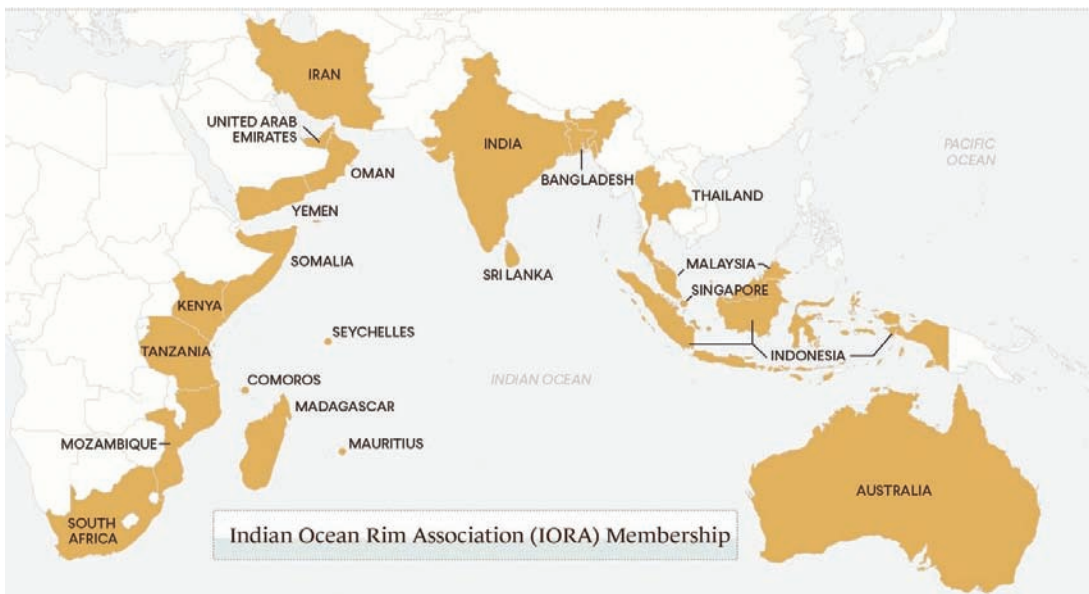 IRAN
UNITED ARAB
EMIRATES
INDIA
PACIFIC
OCEAN
OMAN
BANGLADESH
THAILAND
YEMEN
SOMALIA
SRI LANKA
MALAYSIA
SINGAPORE
KENYA
SEYCHELLES
TANZANIA
INDONESIA
COMOROS
INDIAN OCEAN
MADAGASCAR
MOZAMBIQUE
MAURITIUS
AUSTRALIA
SOUTH
AFRICA
Indian Ocean Rim Association (IORA) Membership